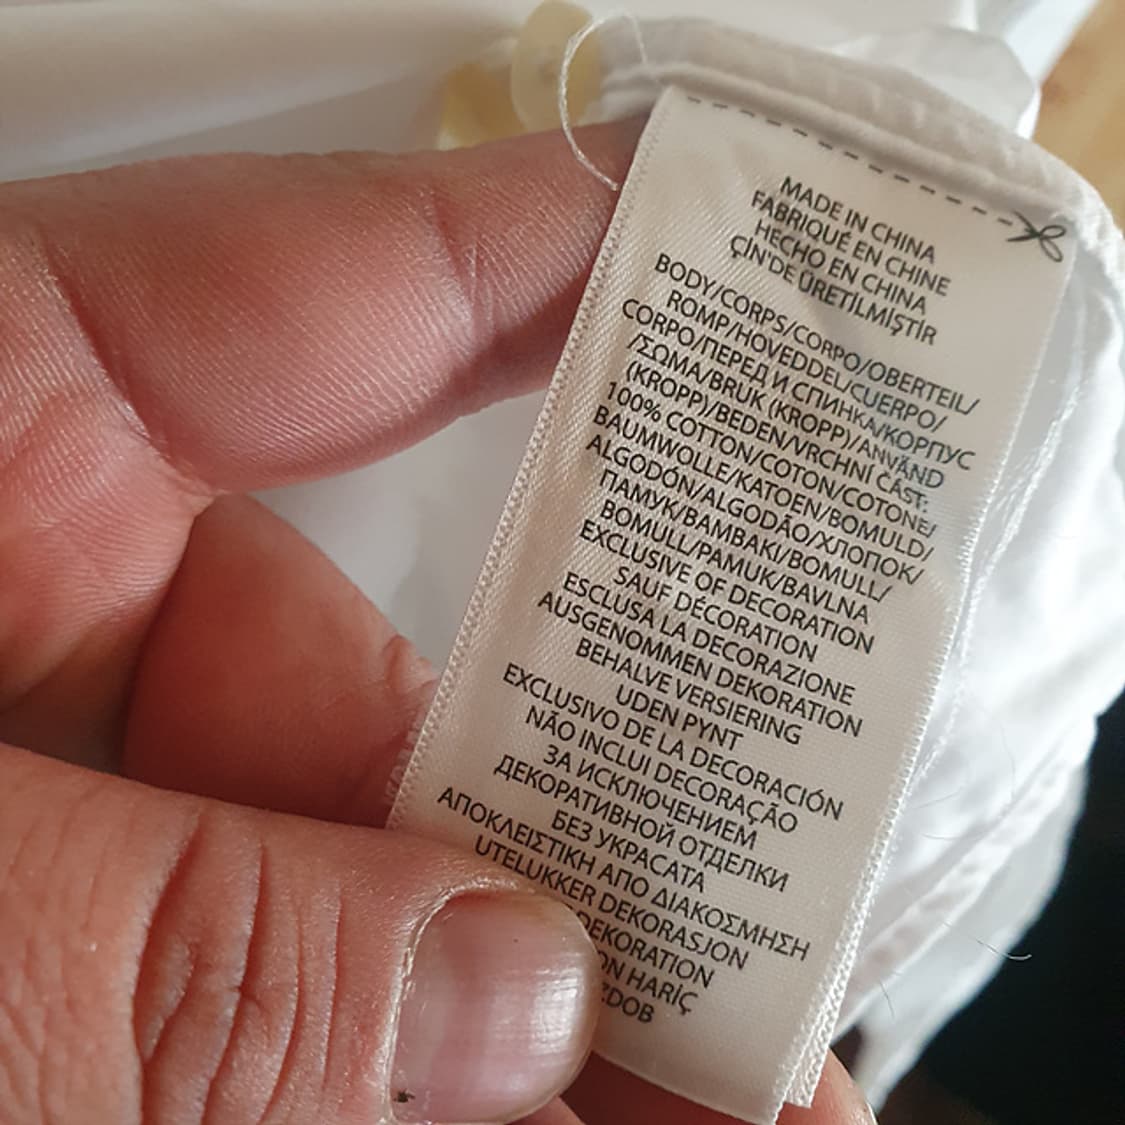 MADE IN CHINA
FABRIQUÉ EN CHINE
HECHO EN CHINA
ÇİN'DE ÜRETİLMİŞTİR
BODY/CORPS/CORPO/OBERTEIL/
ROMP/HOVEDDEL/CUERPO/
CORPO/ПЕРЕД И СПИНКА/КОРПУС
/ΣΩΜΑ/BRUK (KROPP)/ANVÄND
(KROPP)/BEDEN/VRCHNÍ ČÁST:
100% COTTON/COTON/COTONE/
BAUMWOLLE/KATOEN/BOMULD/
ALGODÓN/ALGODÃO/ХЛОПОК/
ПАМУК/BAMBAKI/BOMULL/
BOMULL/PAMUK/BAVLNA
EXCLUSIVE OF DECORATION
SAUF DÉCORATION
ESCLUSA LA DECORAZIONE
AUSGENOMMEN DEKORATION
BEHALVE VERSIERING
UDEN PYNT
EXCLUSIVO DE LA DECORACIÓN
NÃO INCLUI DECORAÇÃO
ЗА ИСКЛЮЧЕНИЕМ
ДЕКОРАТИВНОЙ ОТДЕЛКИ
БЕЗ УКРАСАТА
ΑΠΟΚΛΕΙΣΤΙΚΗ ΑΠΟ ΔΙΑΚΟΣΜΗΣΗ
UTELUKKER DEKORASJON
DEKORATION
ON HARİÇ
ZDOB